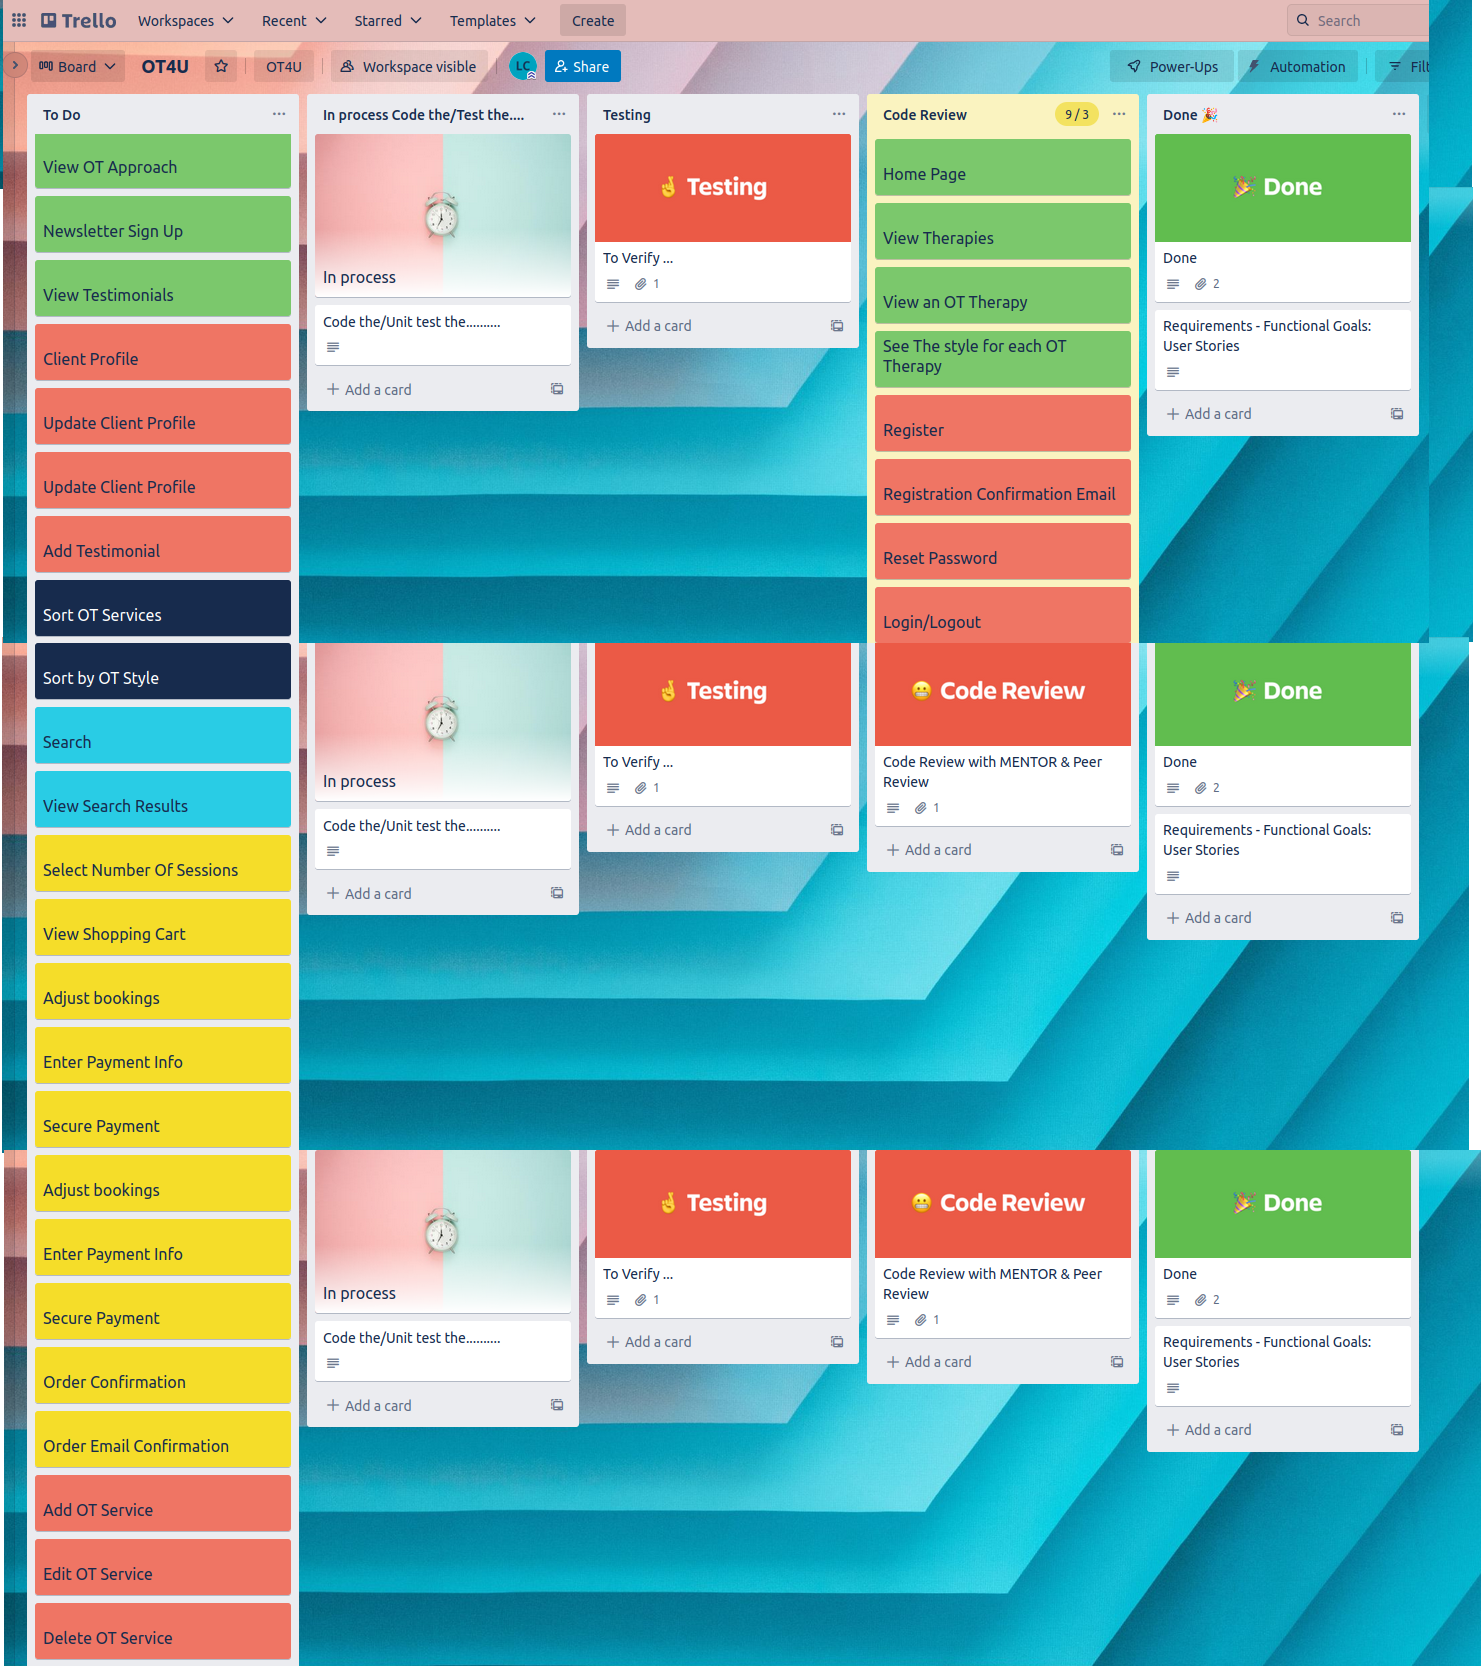 Trello
Workspaces
Recent
Starred
Templates
Create
Search
Board
OT4U
OT4U
Workspace visible
LC
Share
Power-Ups
Automation
To Do
View OT Approach
Newsletter Sign Up
View Testimonials
Client Profile
Update Client Profile
Update Client Profile
Add Testimonial
Sort OT Services
Sort by OT Style
Search
View Search Results
Select Number Of Sessions
View Shopping Cart
Adjust bookings
Enter Payment Info
Secure Payment
Adjust bookings
Enter Payment Info
Secure Payment
Order Confirmation
Order Email Confirmation
Add OT Service
Edit OT Service
Delete OT Service
In process Code the/Test the....
In process
Code the/Unit test the..........
Add a card
Testing
Testing
To Verify ...
1
Add a card
Code Review
9 / 3
Home Page
View Therapies
View an OT Therapy
See The style for each OT
Therapy
Register
Registration Confirmation Email
Reset Password
Login/Logout
Done
Done
Done
2
Requirements - Functional Goals:
User Stories
Add a card
In process
Code the/Unit test the..........
Add a card
Testing
To Verify ...
1
Add a card
Code Review
Code Review with MENTOR & Peer
Review
1
Add a card
Done
Done
2
Requirements - Functional Goals:
User Stories
Add a card
In process
Code the/Unit test the..........
Add a card
Testing
To Verify ...
1
Add a card
Code Review
Code Review with MENTOR & Peer
Review
1
Add a card
Done
Done
2
Requirements - Functional Goals:
User Stories
Add a card